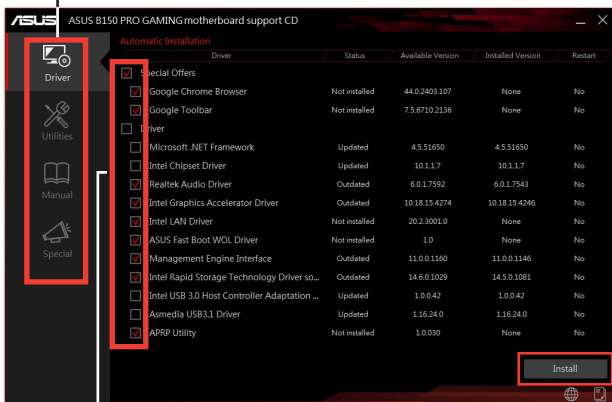 ASUS ASUS B150 PRO GAMING motherboard support CD
Automatic Installation
Driver Status Available Version Installed Version Restart
Special Offers
Google Chrome Browser Not installed 44.0.2403.107 None No
Google Toolbar Not installed 7.5.6710.2136 None No
Driver
Microsoft .NET Framework Updated 4.5.51650 4.5.51650 No
Intel Chipset Driver Updated 10.1.1.7 10.1.1.7 No
Realtek Audio Driver Outdated 6.0.1.7592 6.0.1.7543 No
Intel Graphics Accelerator Driver Outdated 10.18.15.4274 10.18.15.4246 No
Intel LAN Driver Not installed 20.2.3001.0 None No
ASUS Fast Boot WOL Driver Not installed 1.0 None No
Management Engine Interface Outdated 11.0.0.1160 11.0.0.1146 No
Intel Rapid Storage Technology Driver so... Outdated 14.6.0.1029 14.5.0.1081 No
Intel USB 3.0 Host Controller Adaptation ... Updated 1.0.0.42 1.0.0.42 No
Asmedia USB3.1 Driver Updated 1.16.24.0 1.16.24.0 No
APRP Utility Not installed 1.0.030 None No
Driver
Utilities
Manual
Special
Install